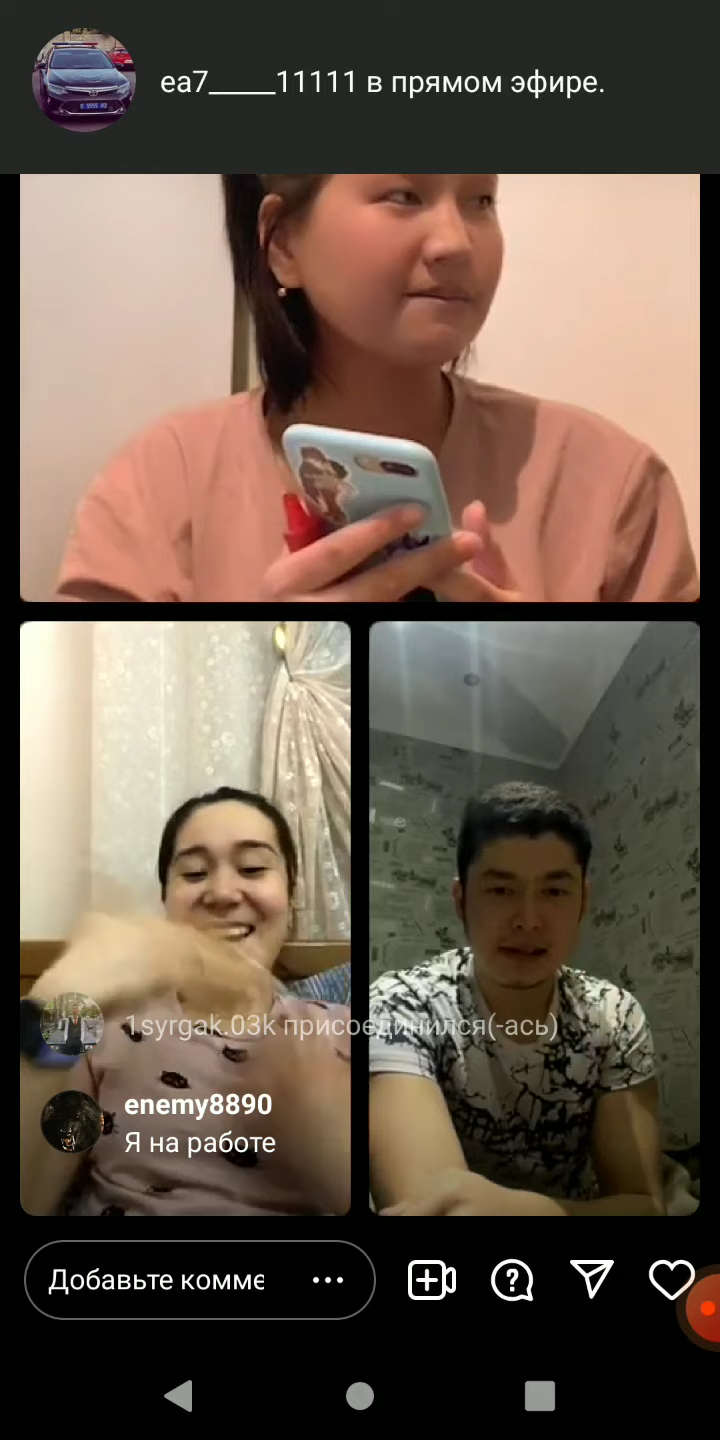 ea7_____11111 в прямом эфире.
1syrgak.03k присоединился(-ась)
enemy8890
Я на работе
Добавьте комме